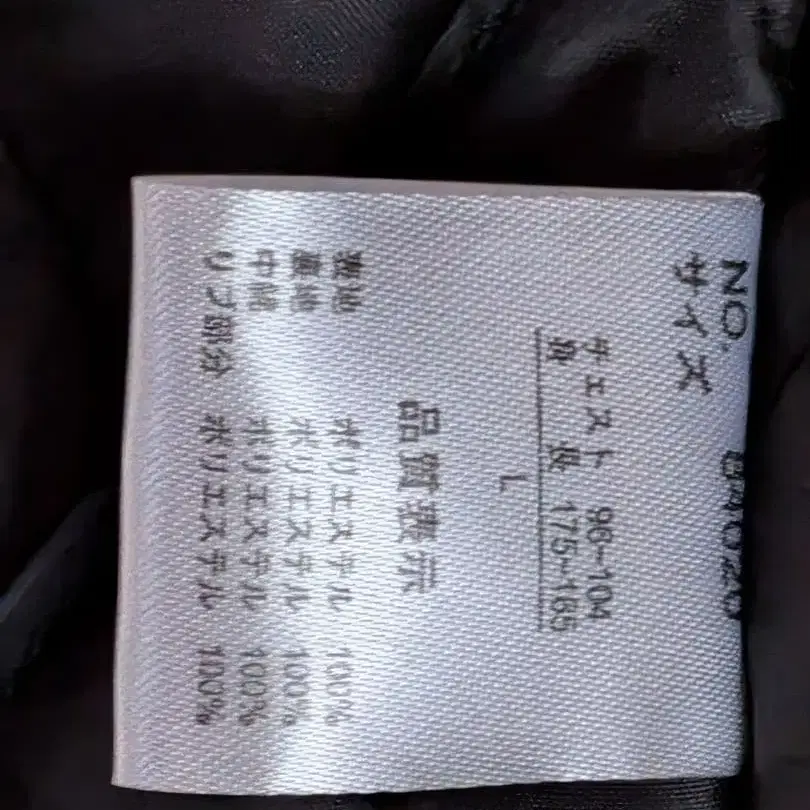 NO.
サイズ
チェスト 96~104
身 長 175~185
L
品質表示
表地 ポリエステル 100%
裏地 ポリエステル 100%
中綿 ポリエステル 100%
リブ部分 ポリエステル 100%